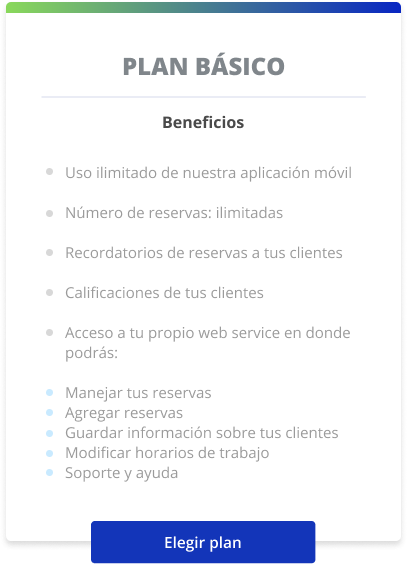 PLAN BÁSICO
Beneficios
Uso ilimitado de nuestra aplicación móvil
Número de reservas: ilimitadas
Recordatorios de reservas a tus clientes
Calificaciones de tus clientes
Acceso a tu propio web service en donde
podrás:
Manejar tus reservas
Agregar reservas
Guardar información sobre tus clientes
Modificar horarios de trabajo
Soporte y ayuda
Elegir plan